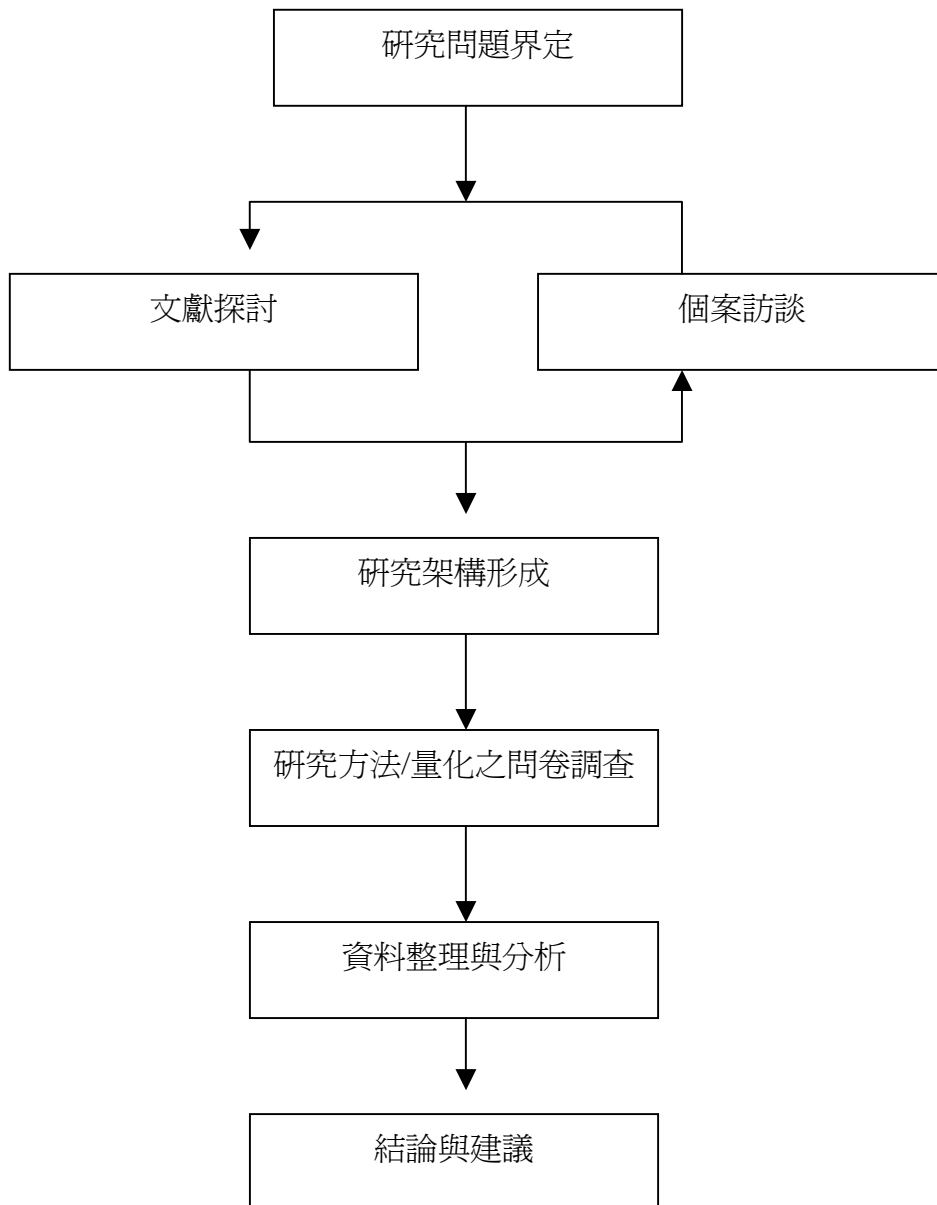 研究問題界定
文獻探討
個案訪談
研究架構形成
研究方法/量化之問卷調查
資料整理與分析
結論與建議